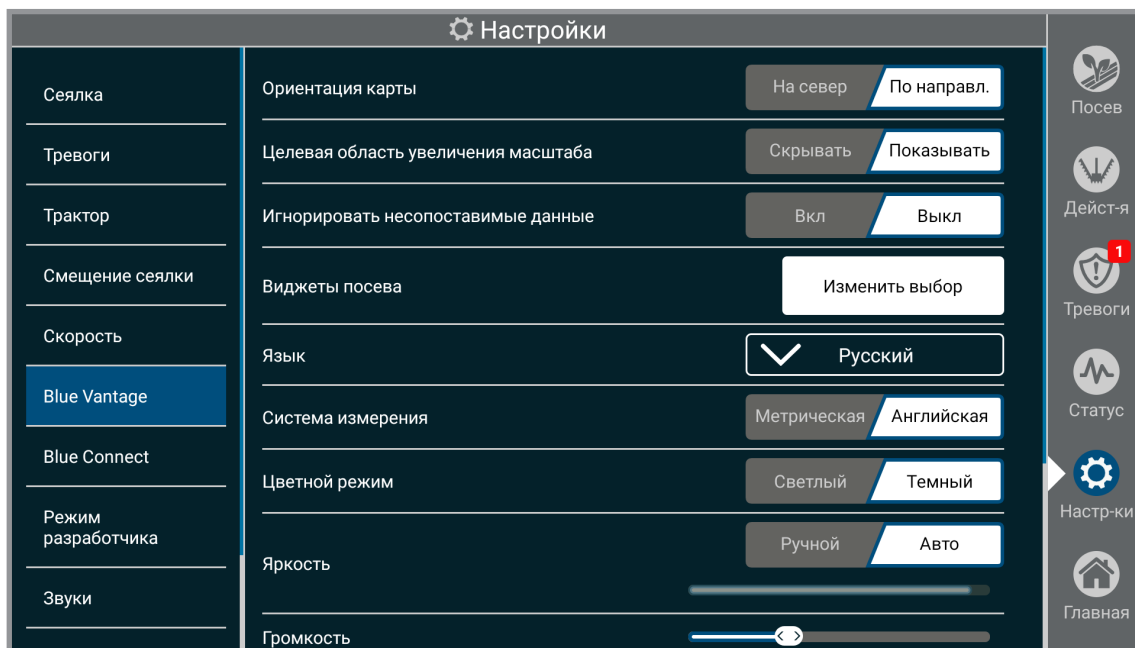 Настройки
Сеялка
Тревоги
Трактор
Смещение сеялки
Скорость
Blue Vantage
Blue Connect
Режим
разработчика
Звуки
Ориентация карты
На север
По направл.
Целевая область увеличения масштаба
Скрывать
Показывать
Игнорировать несопоставимые данные
Вкл
Выкл
Виджеты посева
Изменить выбор
Язык
Русский
Система измерения
Метрическая
Английская
Цветной режим
Светлый
Темный
Яркость
Ручной
Авто
Громкость
Посев
Дейст-я
1
Тревоги
Статус
Настр-ки
Главная